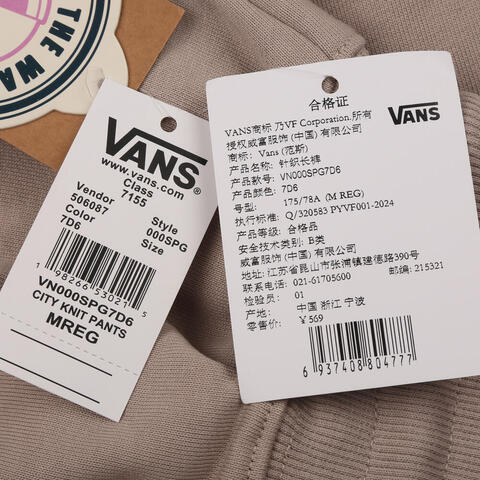 THE WA
VANS
www.vans.com
Class
7155
Vendor
506087
Color
7D6
Style
000SPG
Size
VN000SPG7D6
CITY KNIT PANTS
MREG
合格证
VANS
VANS商标 乃VF Corporation.所有
授权威富服饰 (中国) 有限公司
商标: Vans (范斯)
产品名称: 针织长裤
产品款号: VN000SPG7D6
产品颜色: 7D6
号型: 175/78A (M REG)
执行标准: Q/320583 PYVF001-2024
产品等级: 合格品
安全技术类别: B类
威富服饰 (中国) 有限公司
地址:江苏省昆山市张浦镇建德路390号
联系电话: 021-61705600 邮编: 215321
检验员: 01
产地: 中国 浙江 宁波
零售价: ¥569
6 937408 804777